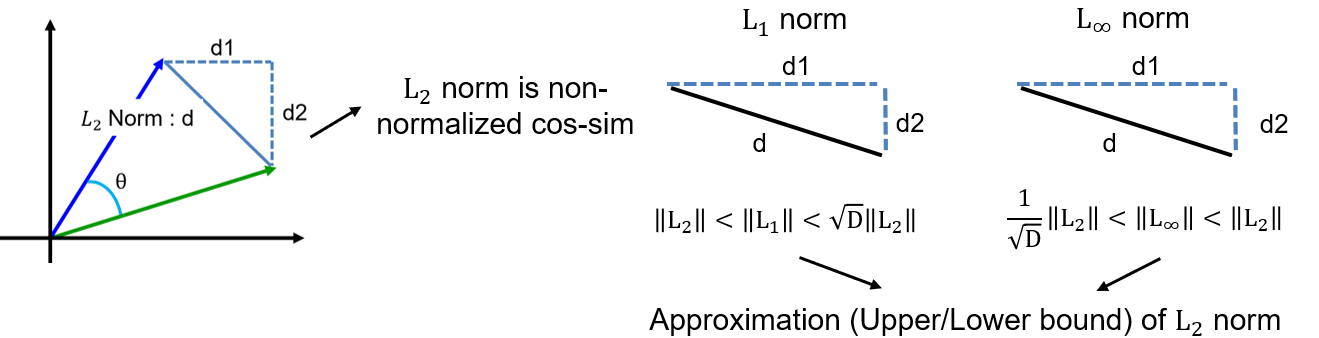 d1
L₂ Norm : d
d2
θ
L₂ norm is non-
normalized cos-sim
L₁ norm
d1
d2
d
‖L₂‖ < ‖L₁‖ < √D‖L₂‖
L∞ norm
d1
d2
d
1/√D ‖L₂‖ < ‖L∞‖ < ‖L₂‖
Approximation (Upper/Lower bound) of L₂ norm